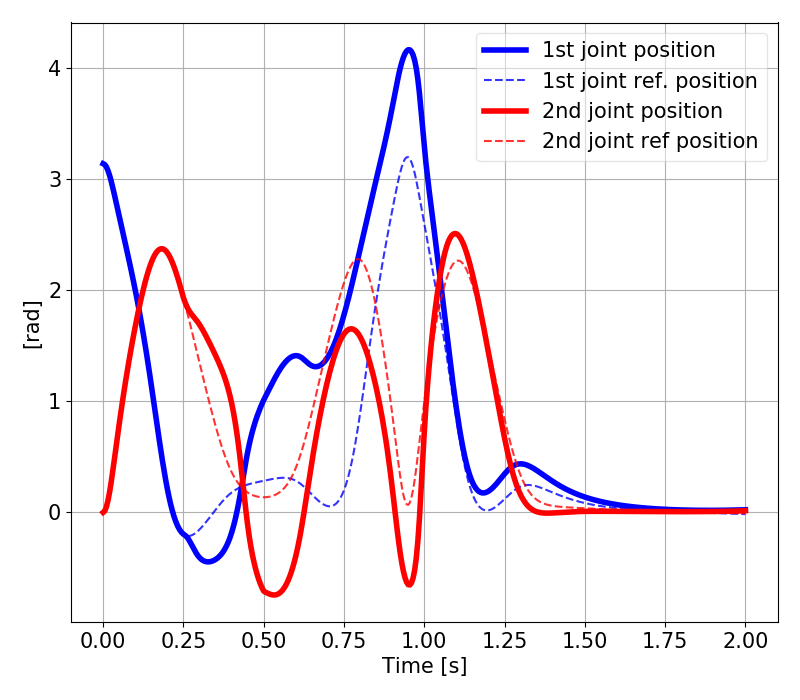 1st joint position
1st joint ref. position
2nd joint position
2nd joint ref position
4
3
2
1
0
[rad]
0.00 0.25 0.50 0.75 1.00 1.25 1.50 1.75 2.00
Time [s]